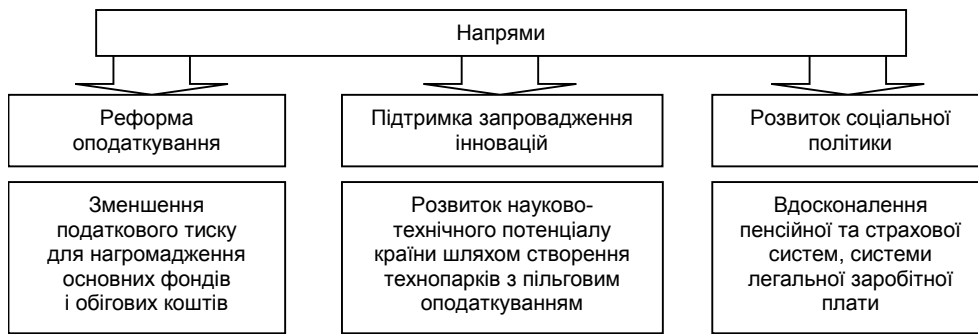 Напрями
Реформа
оподаткування
Підтримка запровадження
інновацій
Розвиток соціальної
політики
Зменшення
податкового тиску
для нагромадження
основних фондів
і обігових коштів
Розвиток науково-
технічного потенціалу
країни шляхом створення
технопарків з пільговим
оподаткуванням
Вдосконалення
пенсійної та страхової
систем, системи
легальної заробітної
плати